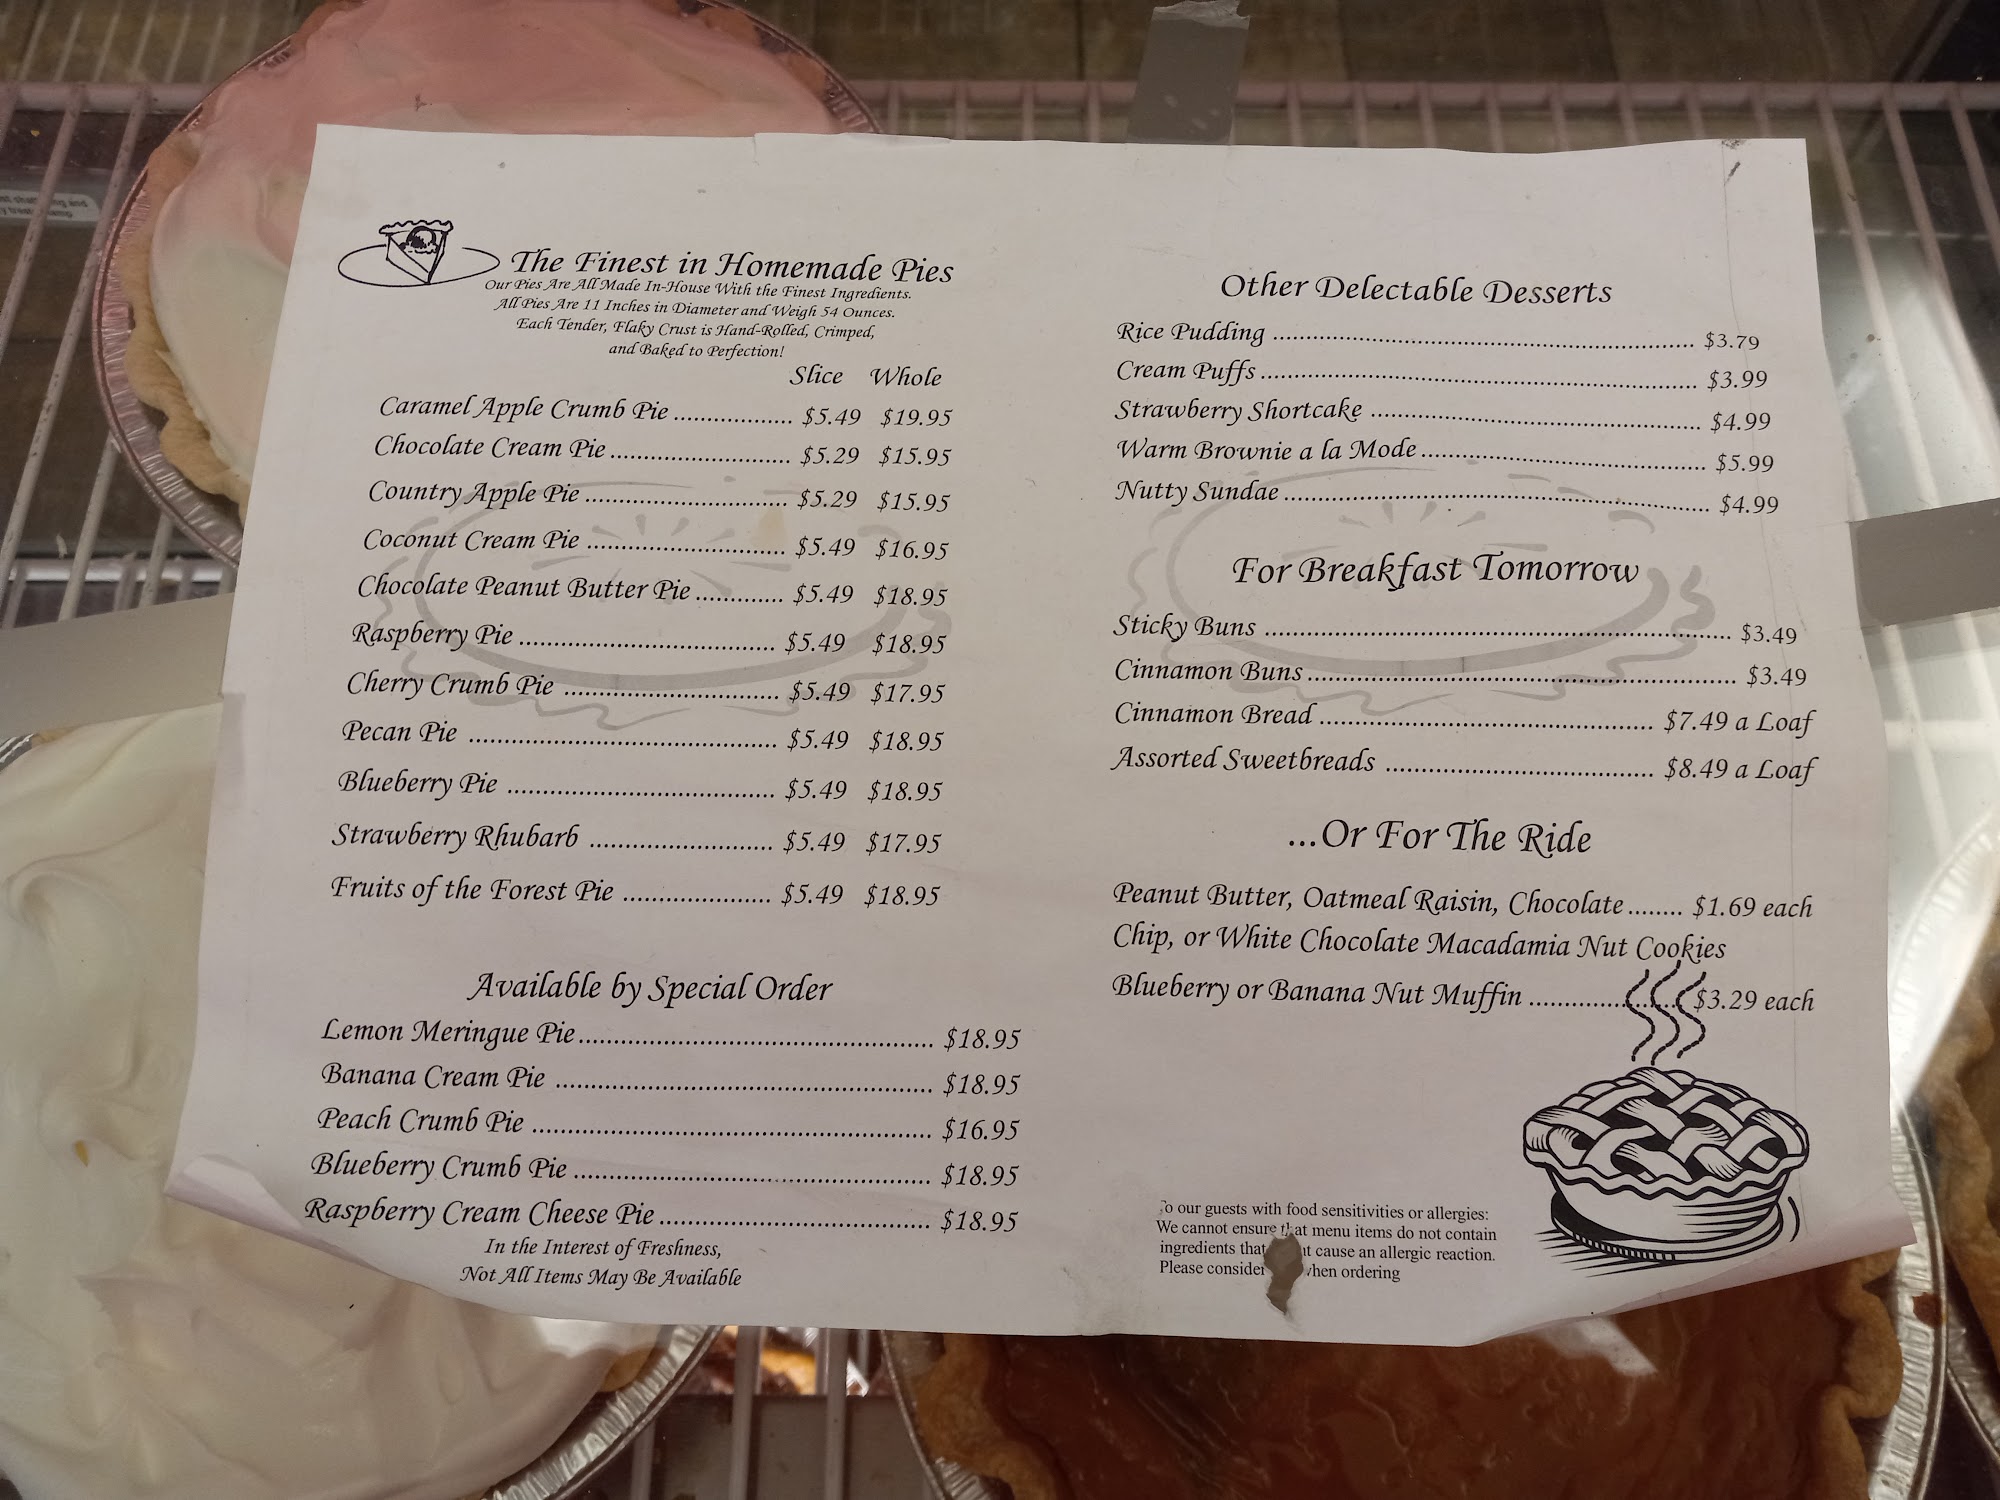 The Finest in Homemade Pies
Our Pies Are All Made In-House With the Finest Ingredients.
All Pies Are 11 Inches in Diameter and Weigh 54 Ounces.
Each Tender, Flaky Crust is Hand-Rolled, Crimped,
and Baked to Perfection!
Slice Whole
Caramel Apple Crumb Pie ................. $5.49 $19.95
Chocolate Cream Pie .......................... $5.29 $15.95
Country Apple Pie .............................. $5.29 $15.95
Coconut Cream Pie ............................. $5.49 $16.95
Chocolate Peanut Butter Pie ............. $5.49 $18.95
Raspberry Pie ..................................... $5.49 $18.95
Cherry Crumb Pie ............................... $5.49 $17.95
Pecan Pie ............................................ $5.49 $18.95
Blueberry Pie ...................................... $5.49 $18.95
Strawberry Rhubarb .......................... $5.49 $17.95
Fruits of the Forest Pie ..................... $5.49 $18.95
Available by Special Order
Lemon Meringue Pie .................................................. $18.95
Banana Cream Pie ...................................................... $18.95
Peach Crumb Pie ......................................................... $16.95
Blueberry Crumb Pie ................................................... $18.95
Raspberry Cream Cheese Pie ...................................... $18.95
In the Interest of Freshness,
Not All Items May Be Available
Other Delectable Desserts
Rice Pudding ............................................................. $3.79
Cream Puffs ............................................................... $3.99
Strawberry Shortcake ............................................... $4.99
Warm Brownie a la Mode ......................................... $5.99
Nutty Sundae ............................................................. $4.99
For Breakfast Tomorrow
Sticky Buns ................................................................... $3.49
Cinnamon Buns ............................................................. $3.49
Cinnamon Bread ................................................ $7.49 a Loaf
Assorted Sweetbreads ...................................... $8.49 a Loaf
...Or For The Ride
Peanut Butter, Oatmeal Raisin, Chocolate ........ $1.69 each
Chip, or White Chocolate Macadamia Nut Cookies
Blueberry or Banana Nut Muffin ....................... $3.29 each
To our guests with food sensitivities or allergies:
We cannot ensure that menu items do not contain
ingredients that cause an allergic reaction.
Please consider when ordering